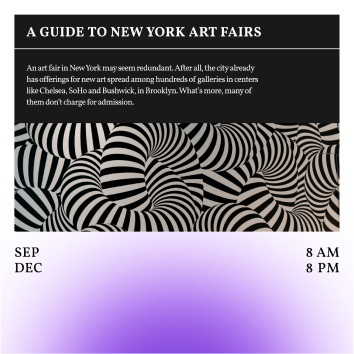 A GUIDE TO NEW YORK ART FAIRS
An art fair in New York may seem redundant. After all, the city already
has offerings for new art spread among hundreds of galleries in centers
like Chelsea, SoHo and Bushwick, in Brooklyn. What's more, many of
them don't charge for admission.
SEP 8 AM
DEC 8 PM